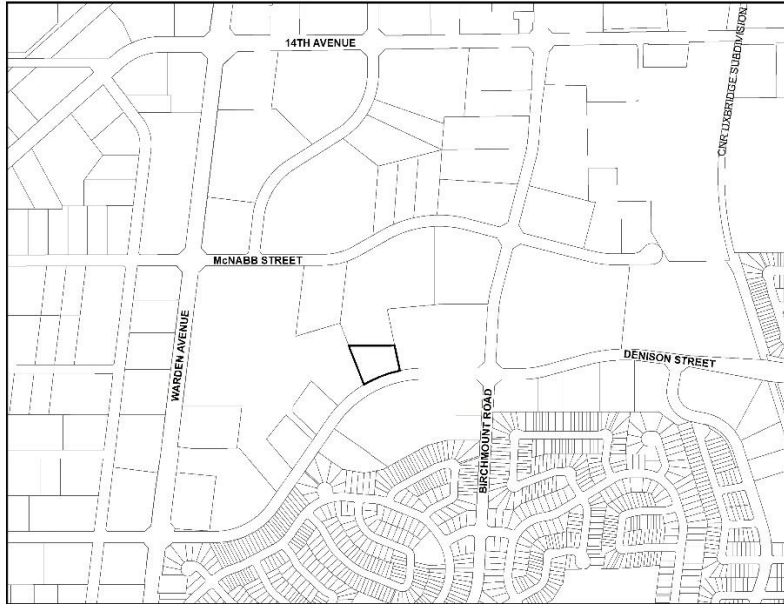 14TH AVENUE
CNR UXBRIDGE SUBDIVISION
McNABB STREET
WARDEN AVENUE
DENISON STREET
BIRCHMOUNT ROAD